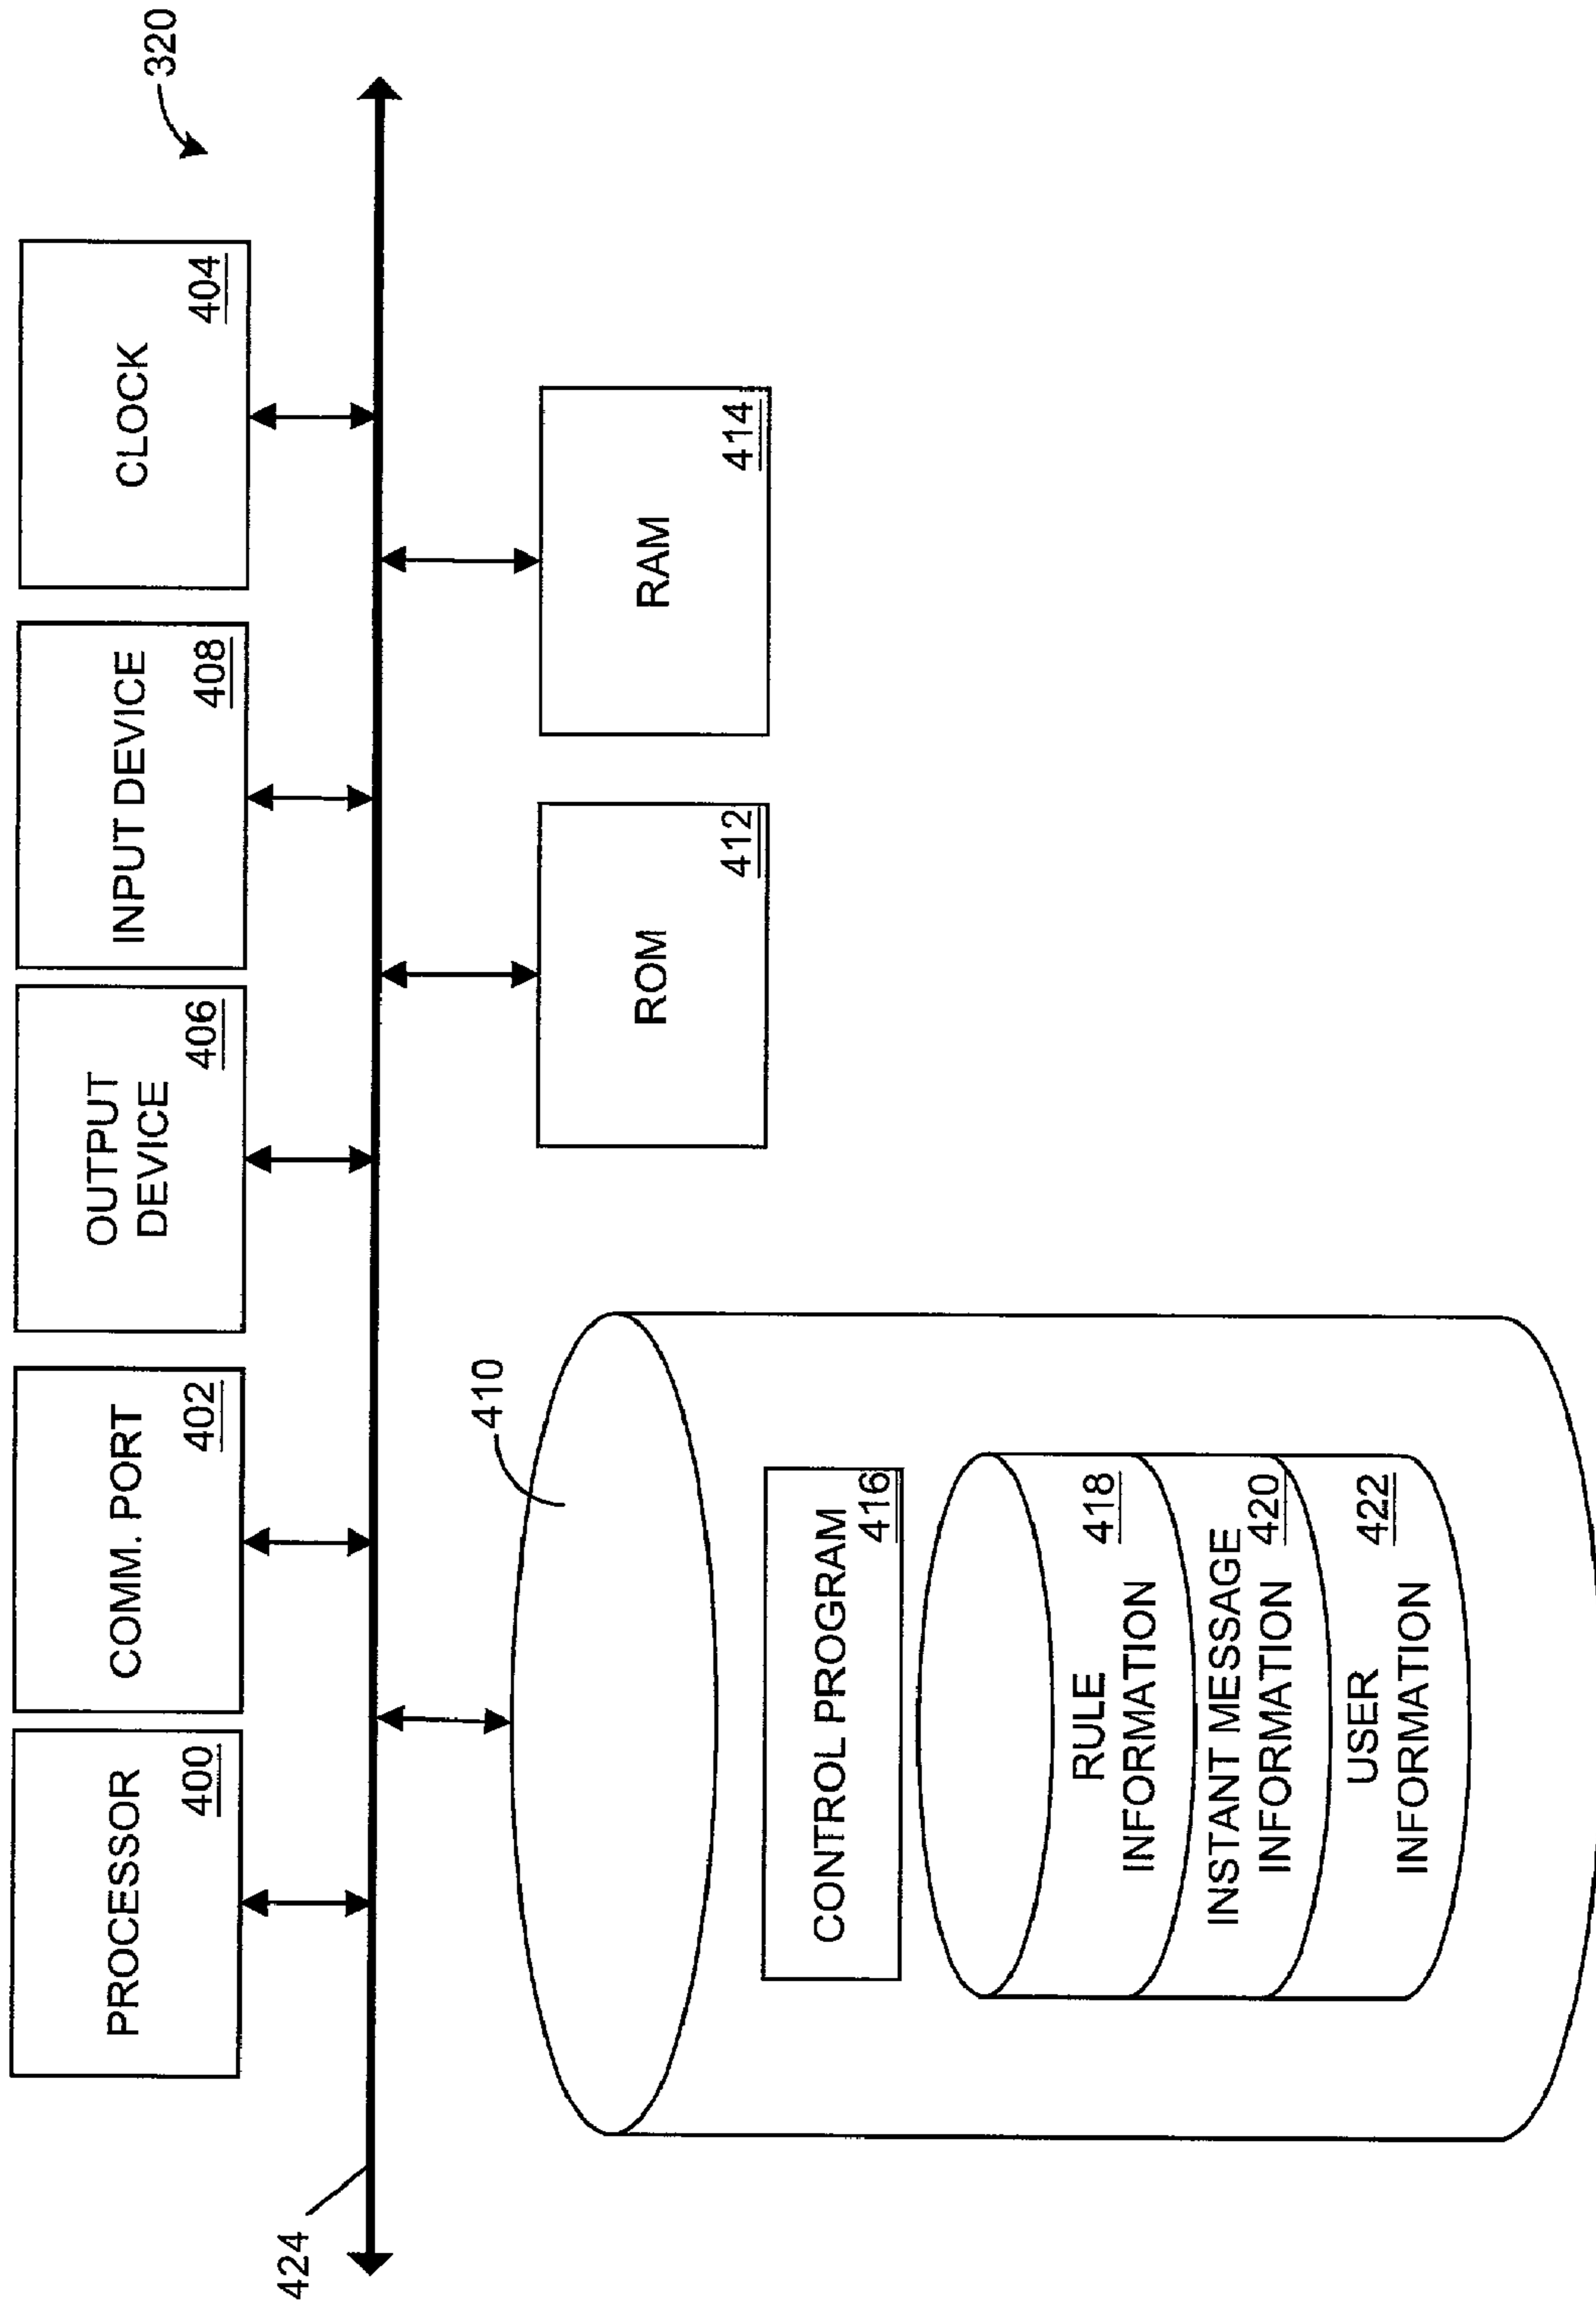 320
PROCESSOR
400
COMM. PORT
402
OUTPUT
DEVICE
406
INPUT DEVICE
408
CLOCK
404
424
410
ROM
412
RAM
414
CONTROL PROGRAM
416
RULE
INFORMATION
418
INSTANT MESSAGE
INFORMATION
420
USER
INFORMATION
422